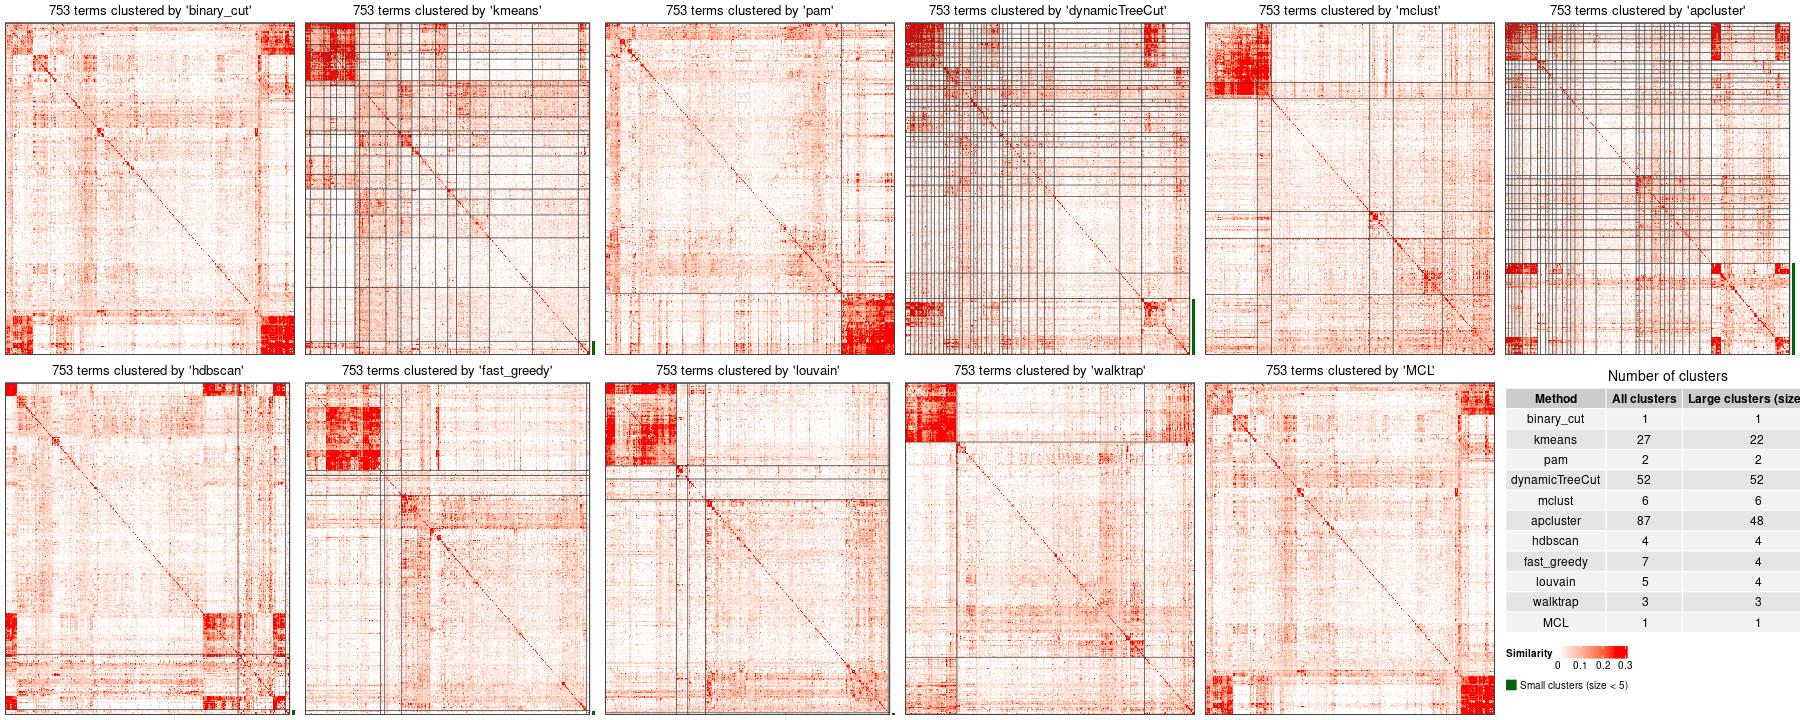 753 terms clustered by 'binary_cut'
753 terms clustered by 'kmeans'
753 terms clustered by 'pam'
753 terms clustered by 'dynamicTreeCut'
753 terms clustered by 'mclust'
753 terms clustered by 'apcluster'
753 terms clustered by 'hdbscan'
753 terms clustered by 'fast_greedy'
753 terms clustered by 'louvain'
753 terms clustered by 'walktrap'
753 terms clustered by 'MCL'
Number of clusters
Method All clusters Large clusters (size
binary_cut 1 1
kmeans 27 22
pam 2 2
dynamicTreeCut 52 52
mclust 6 6
apcluster 87 48
hdbscan 4 4
fast_greedy 7 4
louvain 5 4
walktrap 3 3
MCL 1 1
Similarity
0 0.1 0.2 0.3
Small clusters (size < 5)